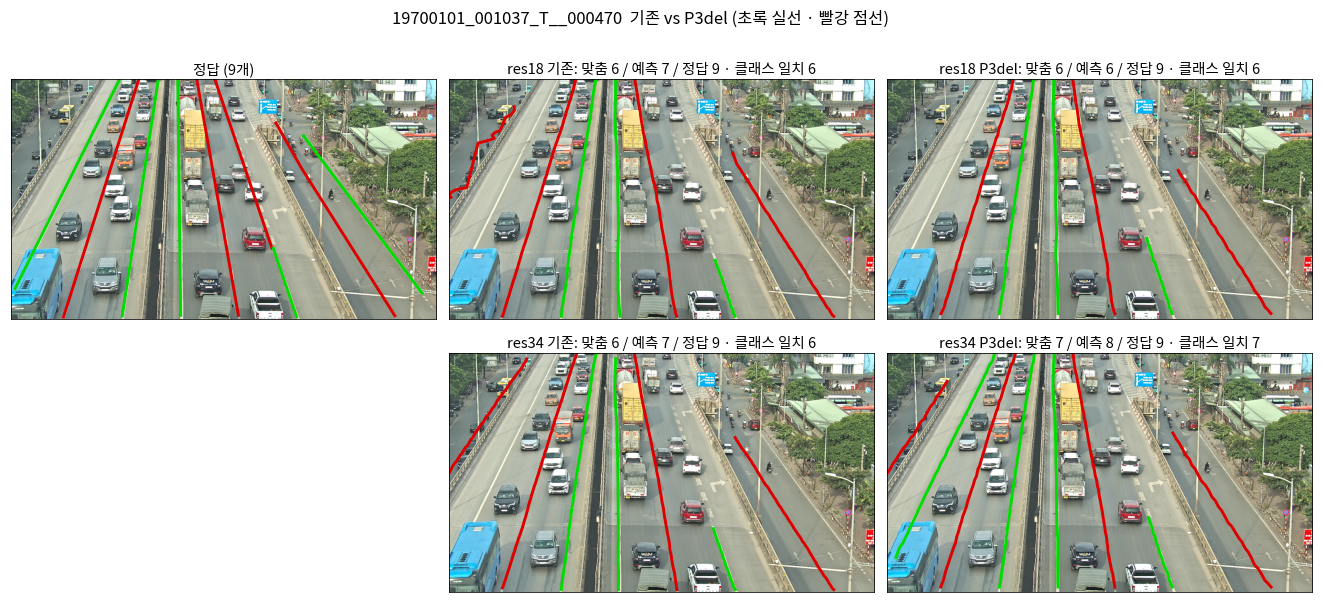 19700101_001037_T__000470 기존 vs P3del (초록 실선 · 빨강 점선)
정답 (9개)
res18 기존: 맞춤 6 / 예측 7 / 정답 9 · 클래스 일치 6
res18 P3del: 맞춤 6 / 예측 6 / 정답 9 · 클래스 일치 6
res34 기존: 맞춤 6 / 예측 7 / 정답 9 · 클래스 일치 6
res34 P3del: 맞춤 7 / 예측 8 / 정답 9 · 클래스 일치 7